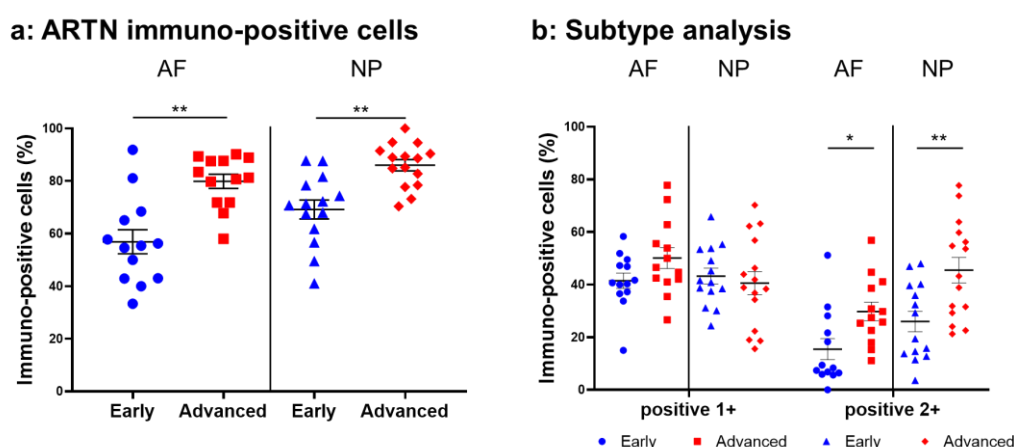 a: ARTN immuno-positive cells
AF NP
** **
Immuno-positive cells (%)
100
80
60
40
20
0
Early Advanced Early Advanced
b: Subtype analysis
AF NP AF NP
* **
Immuno-positive cells (%)
100
80
60
40
20
0
positive 1+ positive 2+
Early Advanced Early Advanced